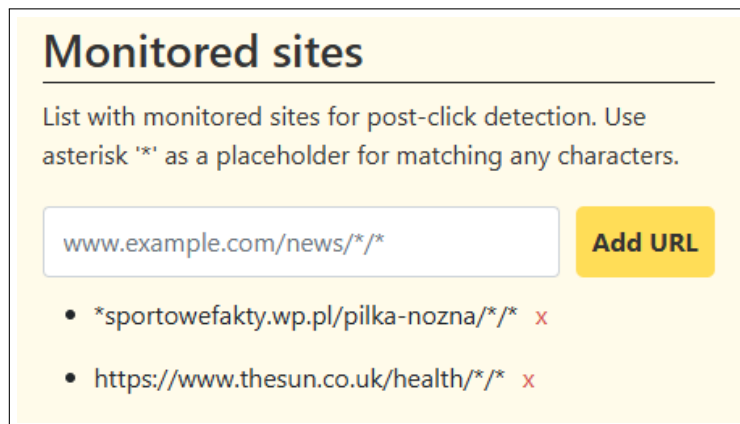 Monitored sites
List with monitored sites for post-click detection. Use
asterisk '*' as a placeholder for matching any characters.
www.example.com/news/*/*
Add URL
*sportowefakty.wp.pl/pilka-nozna/*/* x
https://www.thesun.co.uk/health/*/* x